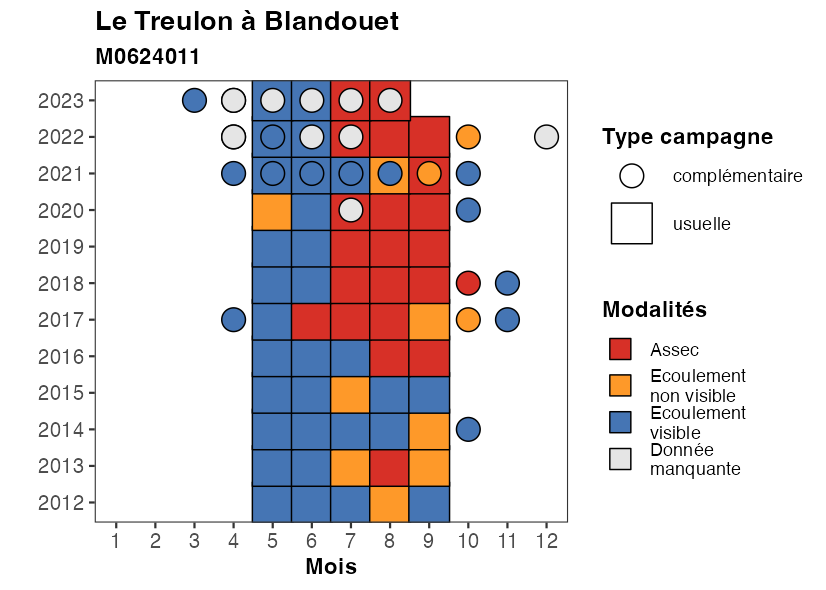 Le Treulon à Blandouet
M0624011
2023
2022
2021
2020
2019
2018
2017
2016
2015
2014
2013
2012
1 2 3 4 5 6 7 8 9 10 11 12
Mois
Type campagne
complémentaire
usuelle
Modalités
Assec
Ecoulement
non visible
Ecoulement
visible
Donnée
manquante